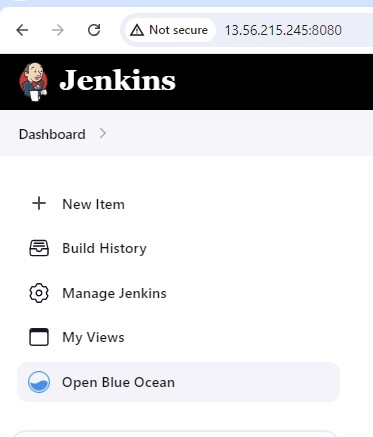 Not secure 13.56.215.245:8080
Jenkins
Dashboard
New Item
Build History
Manage Jenkins
My Views
Open Blue Ocean